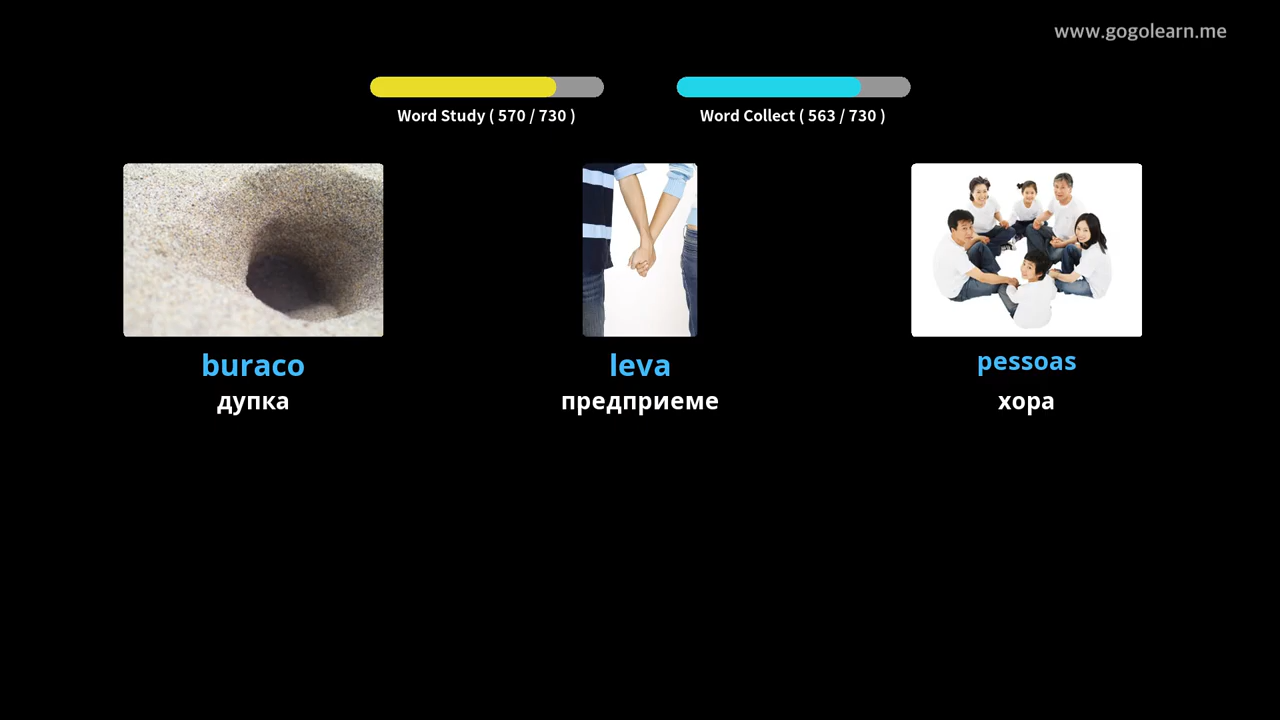 www.gogolearn.me
Word Study ( 570 / 730 )
Word Collect ( 563 / 730 )
buraco
leva
pessoas
дупка
предприеме
хора